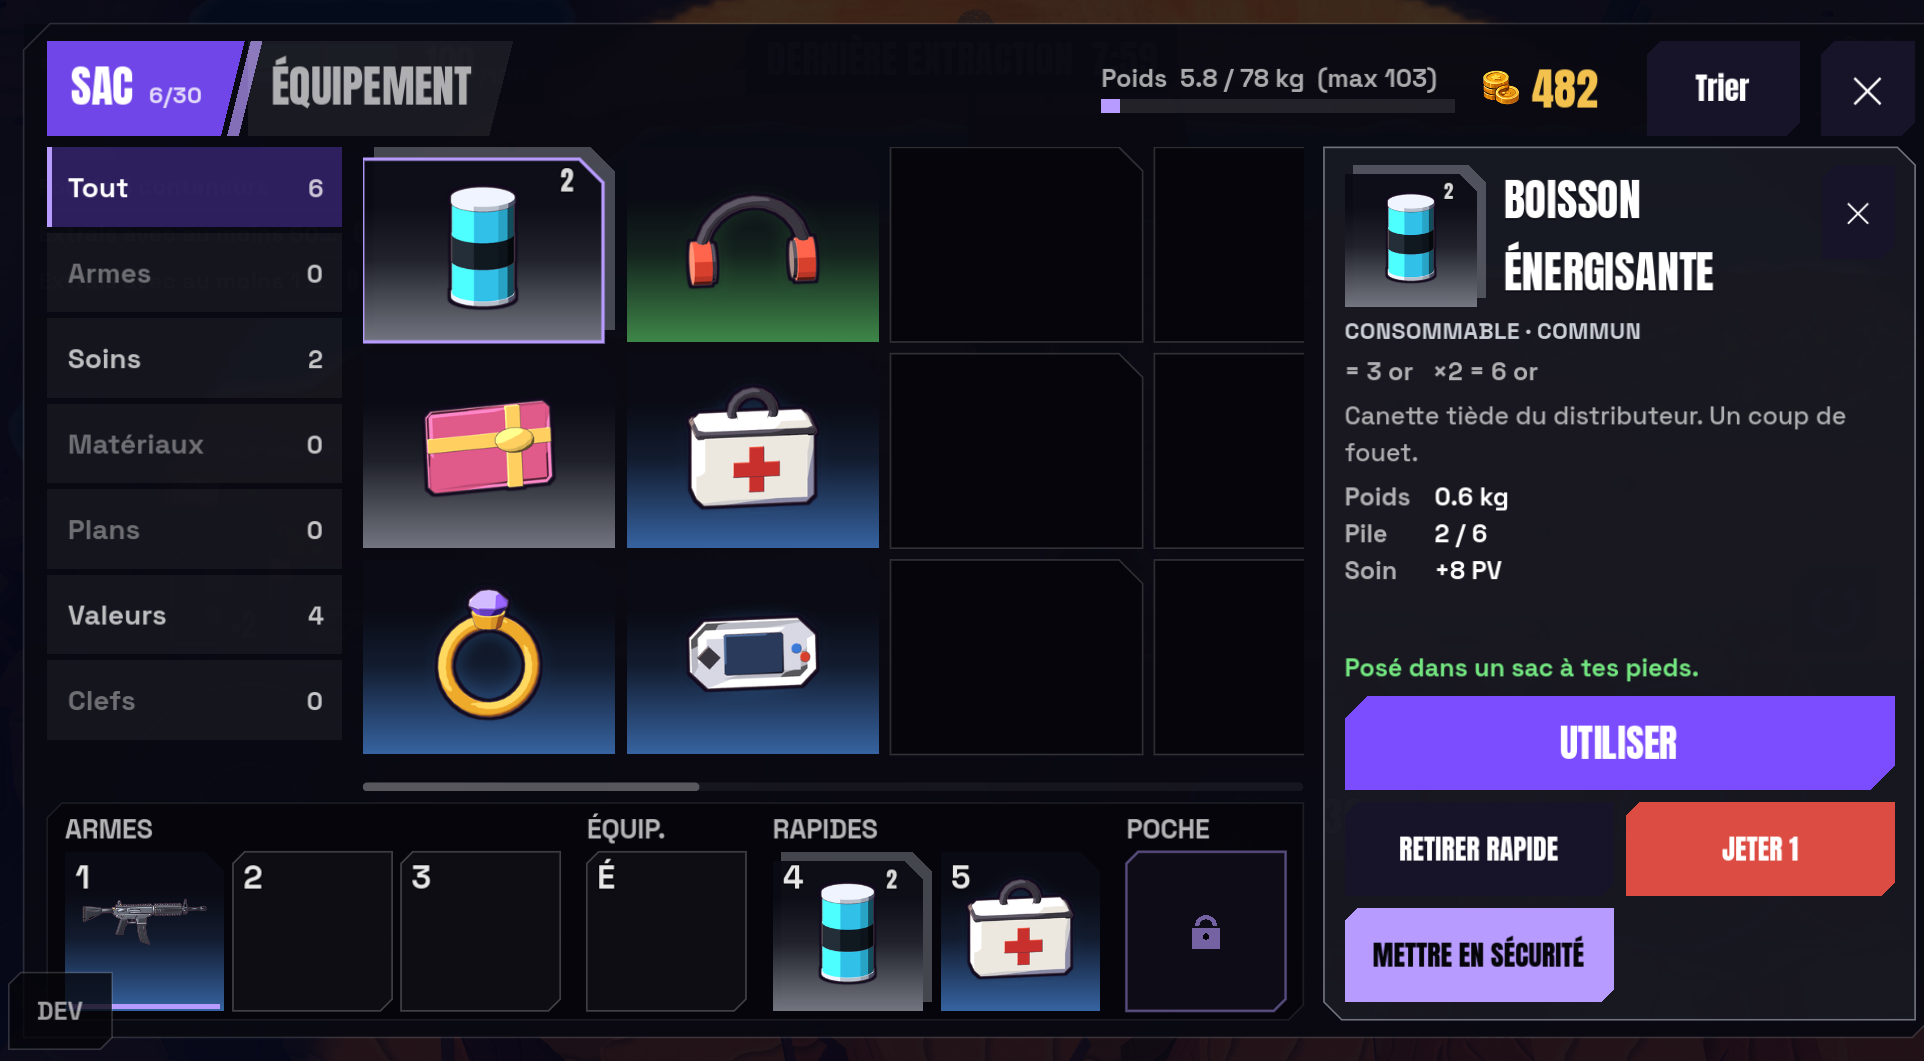 SAC 6/30
ÉQUIPEMENT
DERNIÈRE EXTRACTION 7:59
Poids 5.8 / 78 kg (max 103)
482
Trier
Tout 6
Armes 0
Soins 2
Matériaux 0
Plans 0
Valeurs 4
Clefs 0
2
2
BOISSON
ÉNERGISANTE
CONSOMMABLE · COMMUN
= 3 or ×2 = 6 or
Canette tiède du distributeur. Un coup de
fouet.
Poids 0.6 kg
Pile 2 / 6
Soin +8 PV
Posé dans un sac à tes pieds.
UTILISER
RETIRER RAPIDE
JETER 1
METTRE EN SÉCURITÉ
ARMES
1
2
3
ÉQUIP.
É
RAPIDES
4 2
5
POCHE
DEV